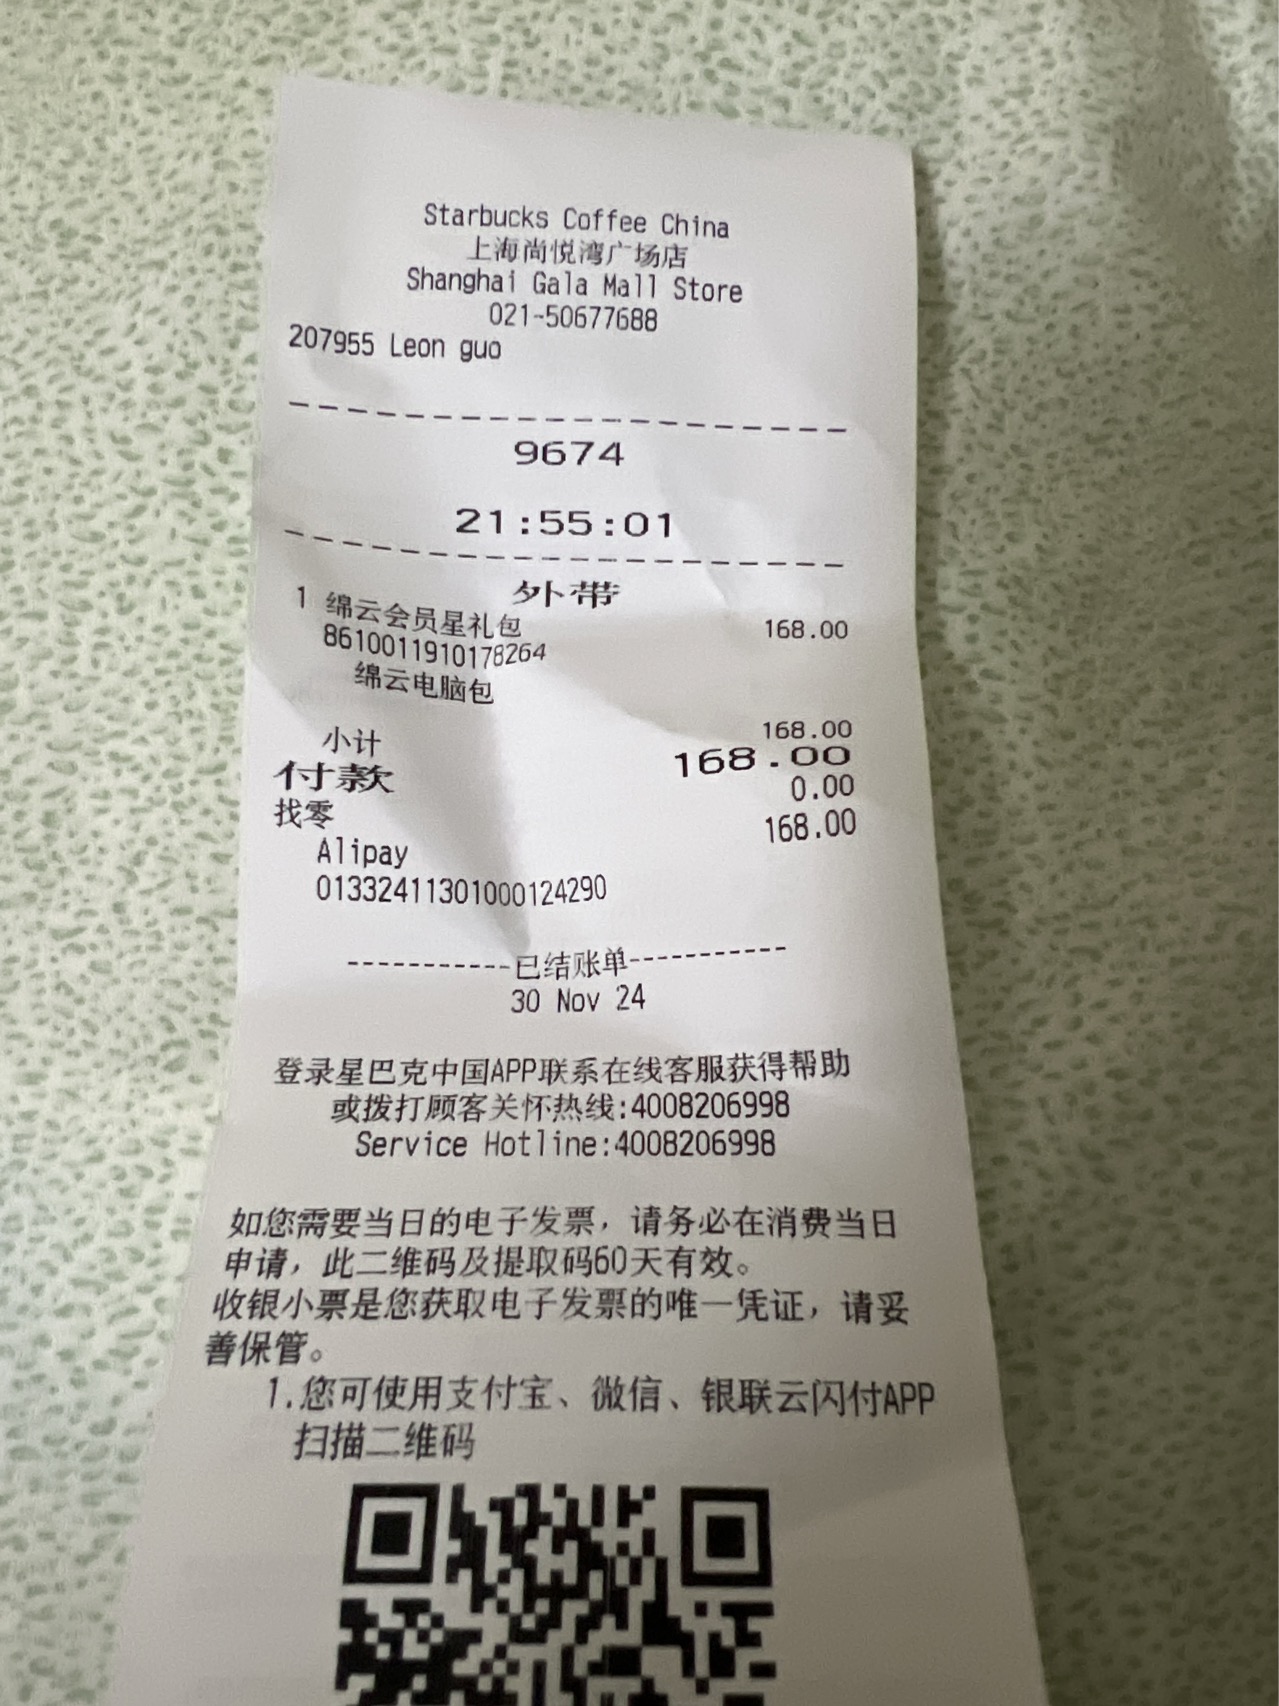 Starbucks Coffee China
上海尚悦湾广场店
Shanghai Gala Mall Store
021-50677688
207955 Leon guo
9674
21:55:01
外带
1 绵云会员星礼包 168.00
8610011910178264
绵云电脑包
小计 168.00
付款 168.00
找零 0.00
Alipay 168.00
01332411301000124290
-----------已结账单-----------
30 Nov 24
登录星巴克中国APP联系在线客服获得帮助
或拨打顾客关怀热线:4008206998
Service Hotline:4008206998
如您需要当日的电子发票，请务必在消费当日
申请，此二维码及提取码60天有效。
收银小票是您获取电子发票的唯一凭证，请妥
善保管。
1.您可使用支付宝、微信、银联云闪付APP
扫描二维码